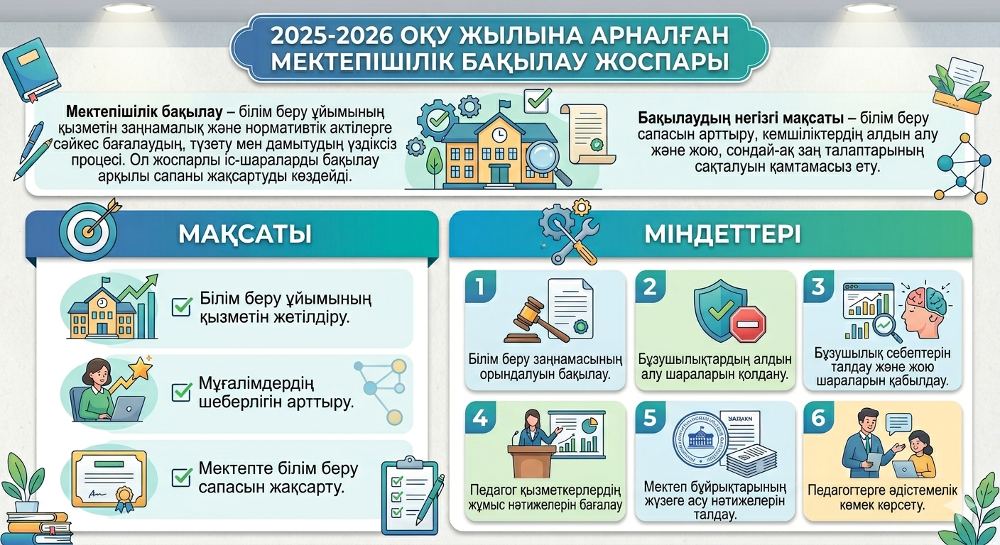 2025-2026 ОҚУ ЖЫЛЫНА АРНАЛҒАН
МЕКТЕПІШІЛІК БАҚЫЛАУ ЖОСПАРЫ
Мектепішілік бақылау – білім беру ұйымының
қызметін заңнамалық және нормативтік актілерге
сәйкес бағалаудың, түзету мен дамытудың үздіксіз
процесі. Ол жоспарлы іс-шараларды бақылау
арқылы сапаны жақсартуды көздейді.
Бақылаудың негізгі мақсаты – білім беру
сапасын арттыру, кемшіліктердің алдын алу
және жою, сондай-ақ заң талаптарының
сақталуын қамтамасыз ету.
МАҚСАТЫ
Білім беру ұйымының
қызметін жетілдіру.
Мұғалімдердің
шеберлігін арттыру.
Мектепте білім беру
сапасын жақсарту.
МІНДЕТТЕРІ
1
Білім беру заңнамасының
орындалуын бақылау.
2
Бұзушылықтардың алдын
алу шараларын қолдану.
3
Бұзушылық себептерін
талдау және жою
шараларын қабылдау.
4
Педагог қызметкерлердің
жұмыс нәтижелерін бағалау
5
Мектеп бұйрықтарының
жүзеге асу нәтижелерін
талдау.
6
Педагогтерге әдістемелік
көмек көрсету.